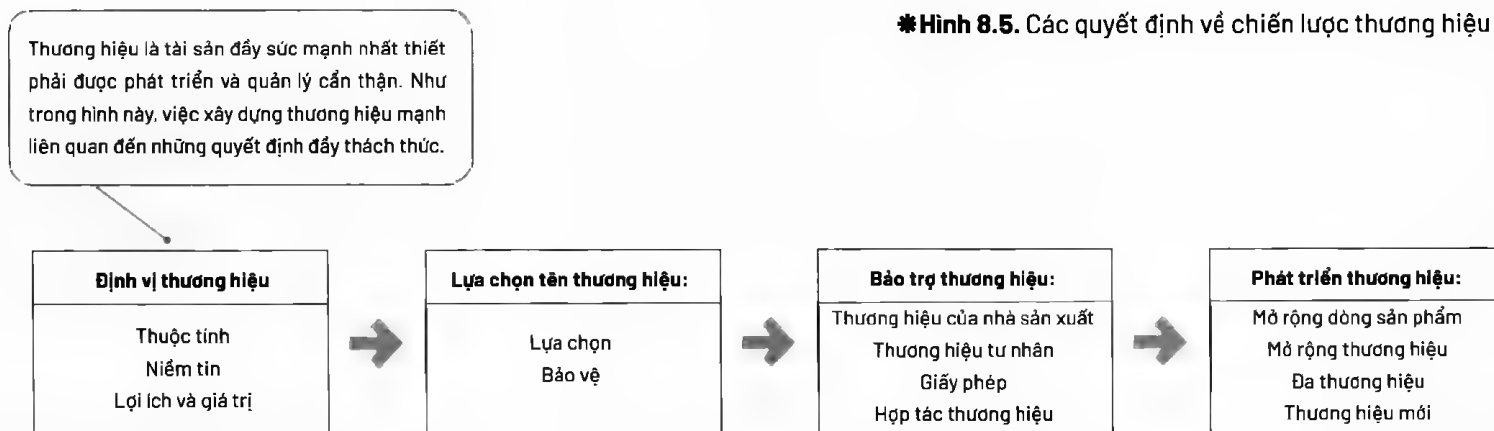 ✱Hình 8.5. Các quyết định về chiến lược thương hiệu
Thương hiệu là tài sản đầy sức mạnh nhất thiết
phải được phát triển và quản lý cẩn thận. Như
trong hình này, việc xây dựng thương hiệu mạnh
liên quan đến những quyết định đầy thách thức.
Định vị thương hiệu
Thuộc tính
Niềm tin
Lợi ích và giá trị
Lựa chọn tên thương hiệu:
Lựa chọn
Bảo vệ
Bảo trợ thương hiệu:
Thương hiệu của nhà sản xuất
Thương hiệu tư nhân
Giấy phép
Hợp tác thương hiệu
Phát triển thương hiệu:
Mở rộng dòng sản phẩm
Mở rộng thương hiệu
Đa thương hiệu
Thương hiệu mới